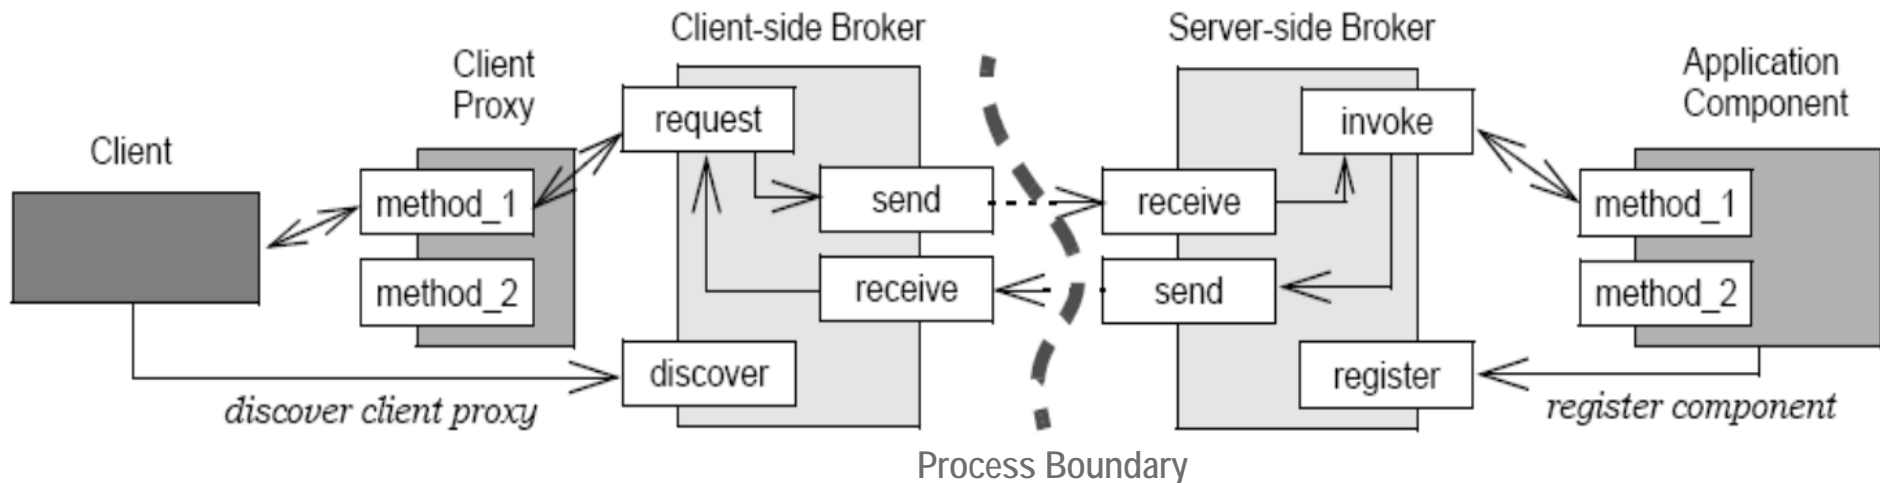 Client-side Broker
Server-side Broker
Client
Proxy
Application
Component
Client
request
invoke
method_1
send
receive
method_1
method_2
receive
send
method_2
discover
register
discover client proxy
register component
Process Boundary